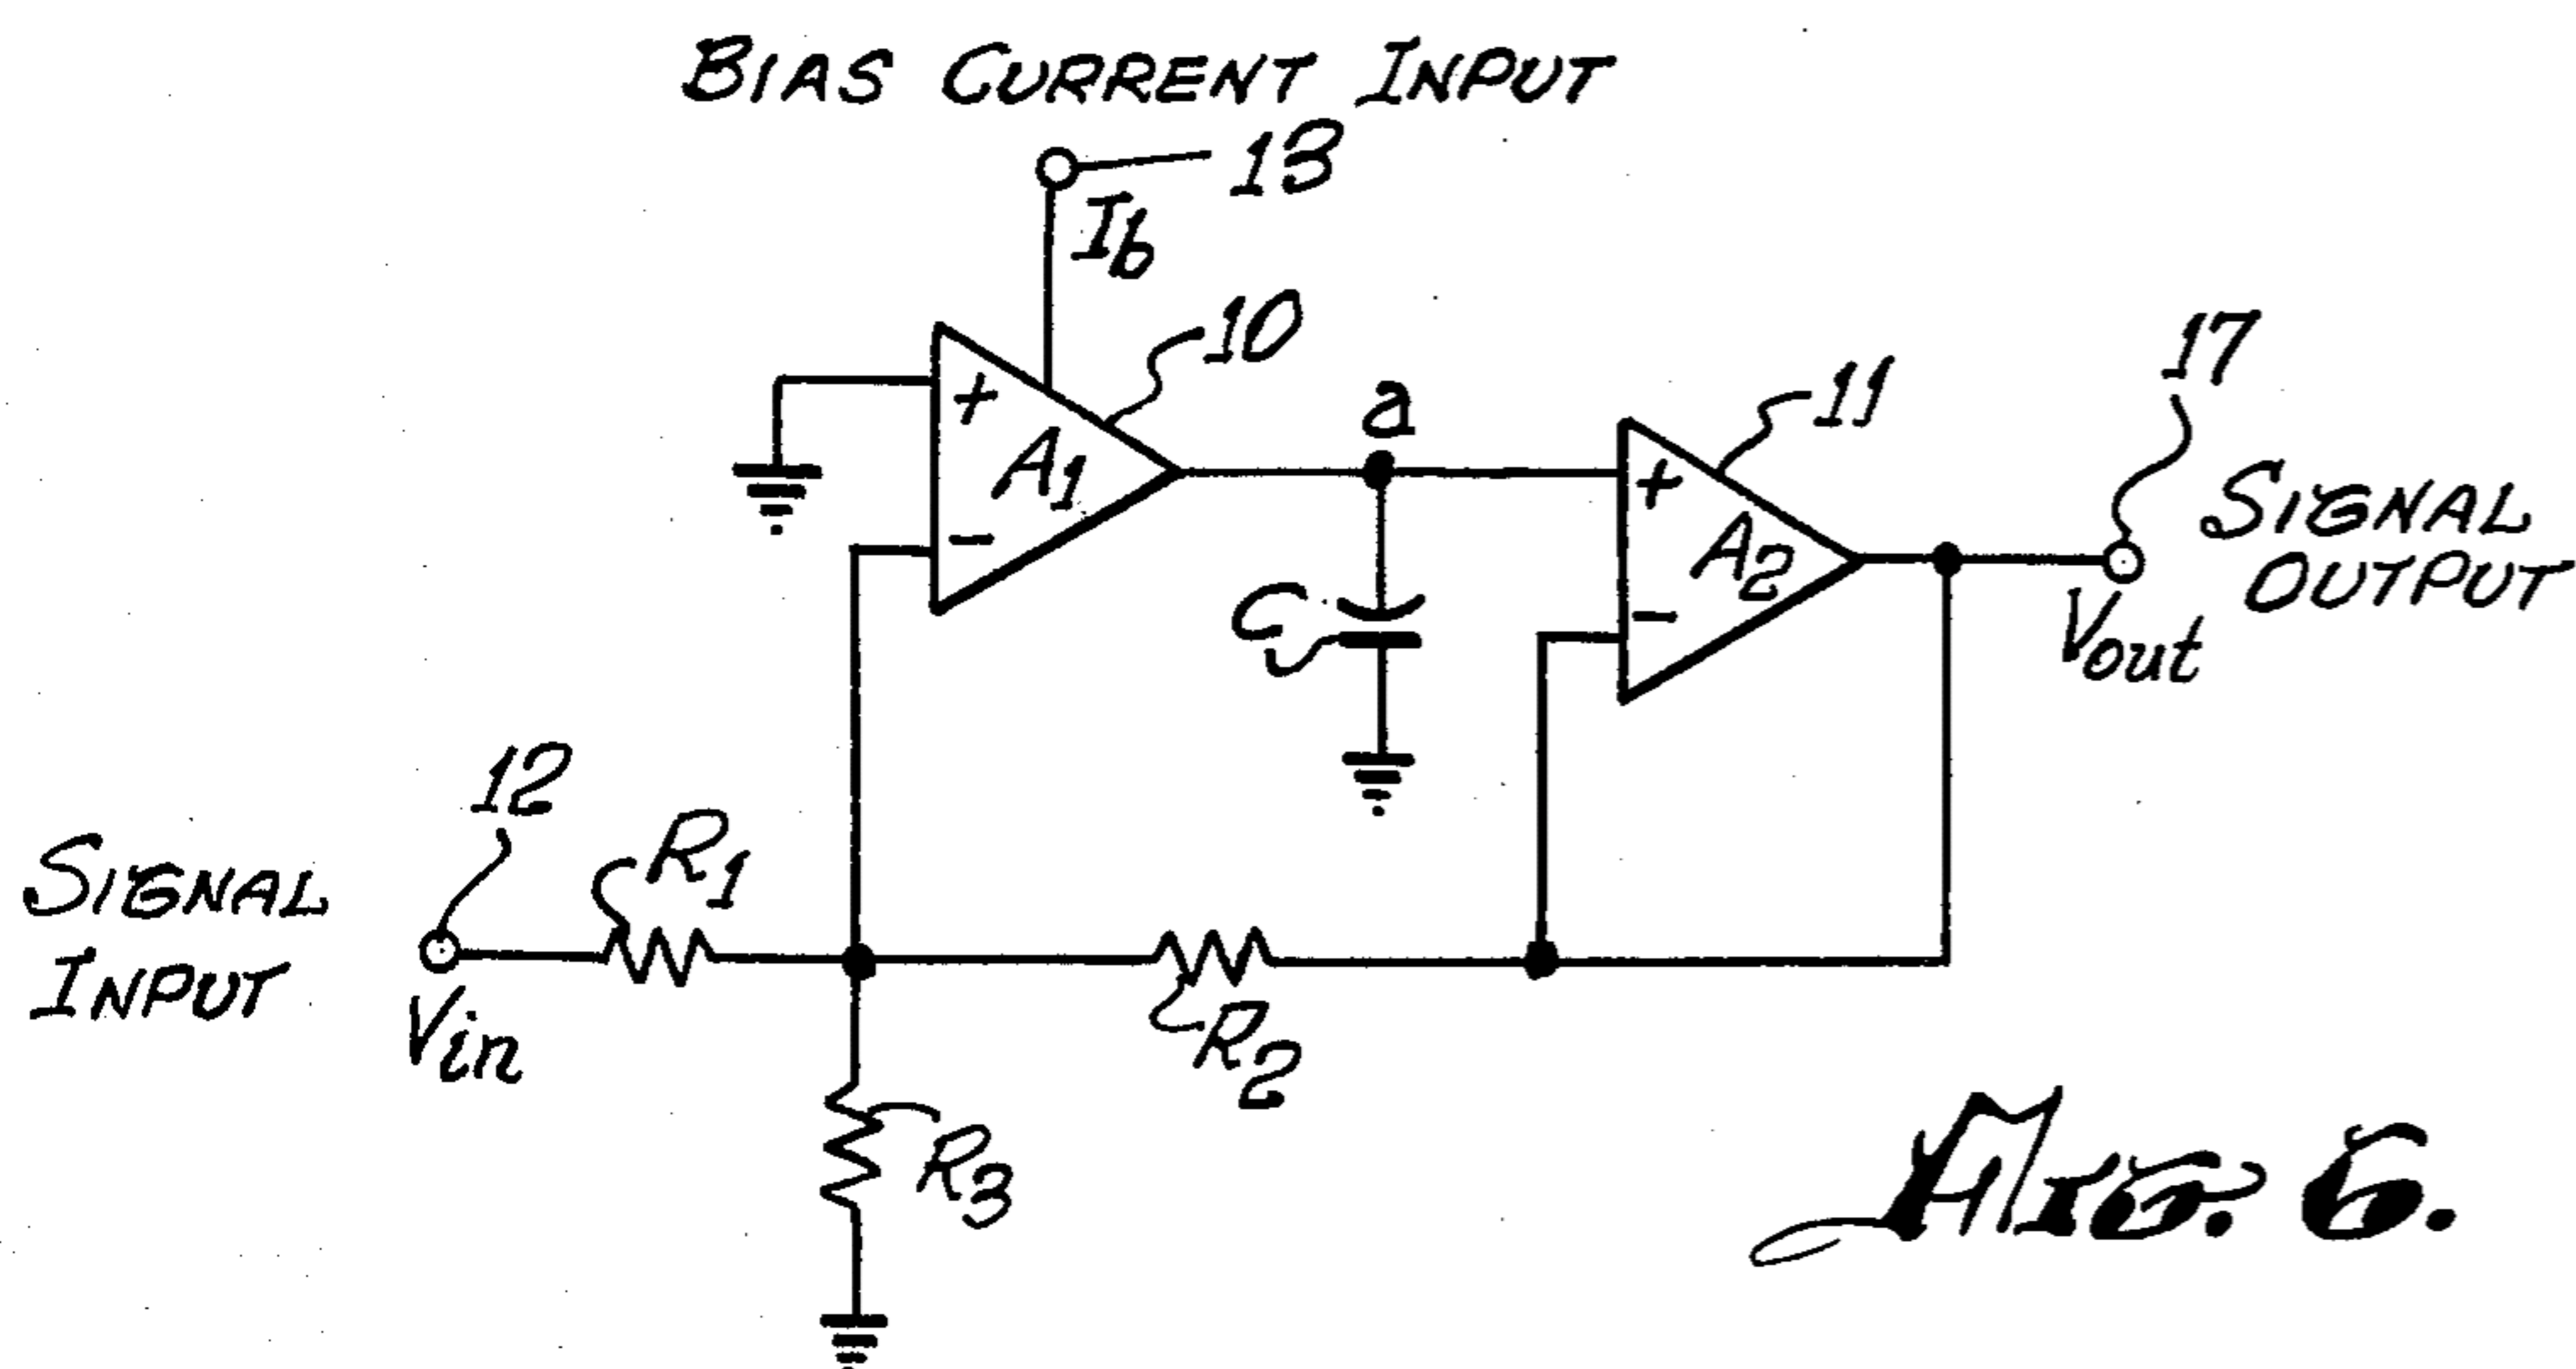 BIAS CURRENT INPUT
13
Ib
10
+
A1
-
a
11
+
A2
-
17
SIGNAL
OUTPUT
Vout
C
12
SIGNAL
INPUT
R1
Vin
R2
R3
FIG. 6.